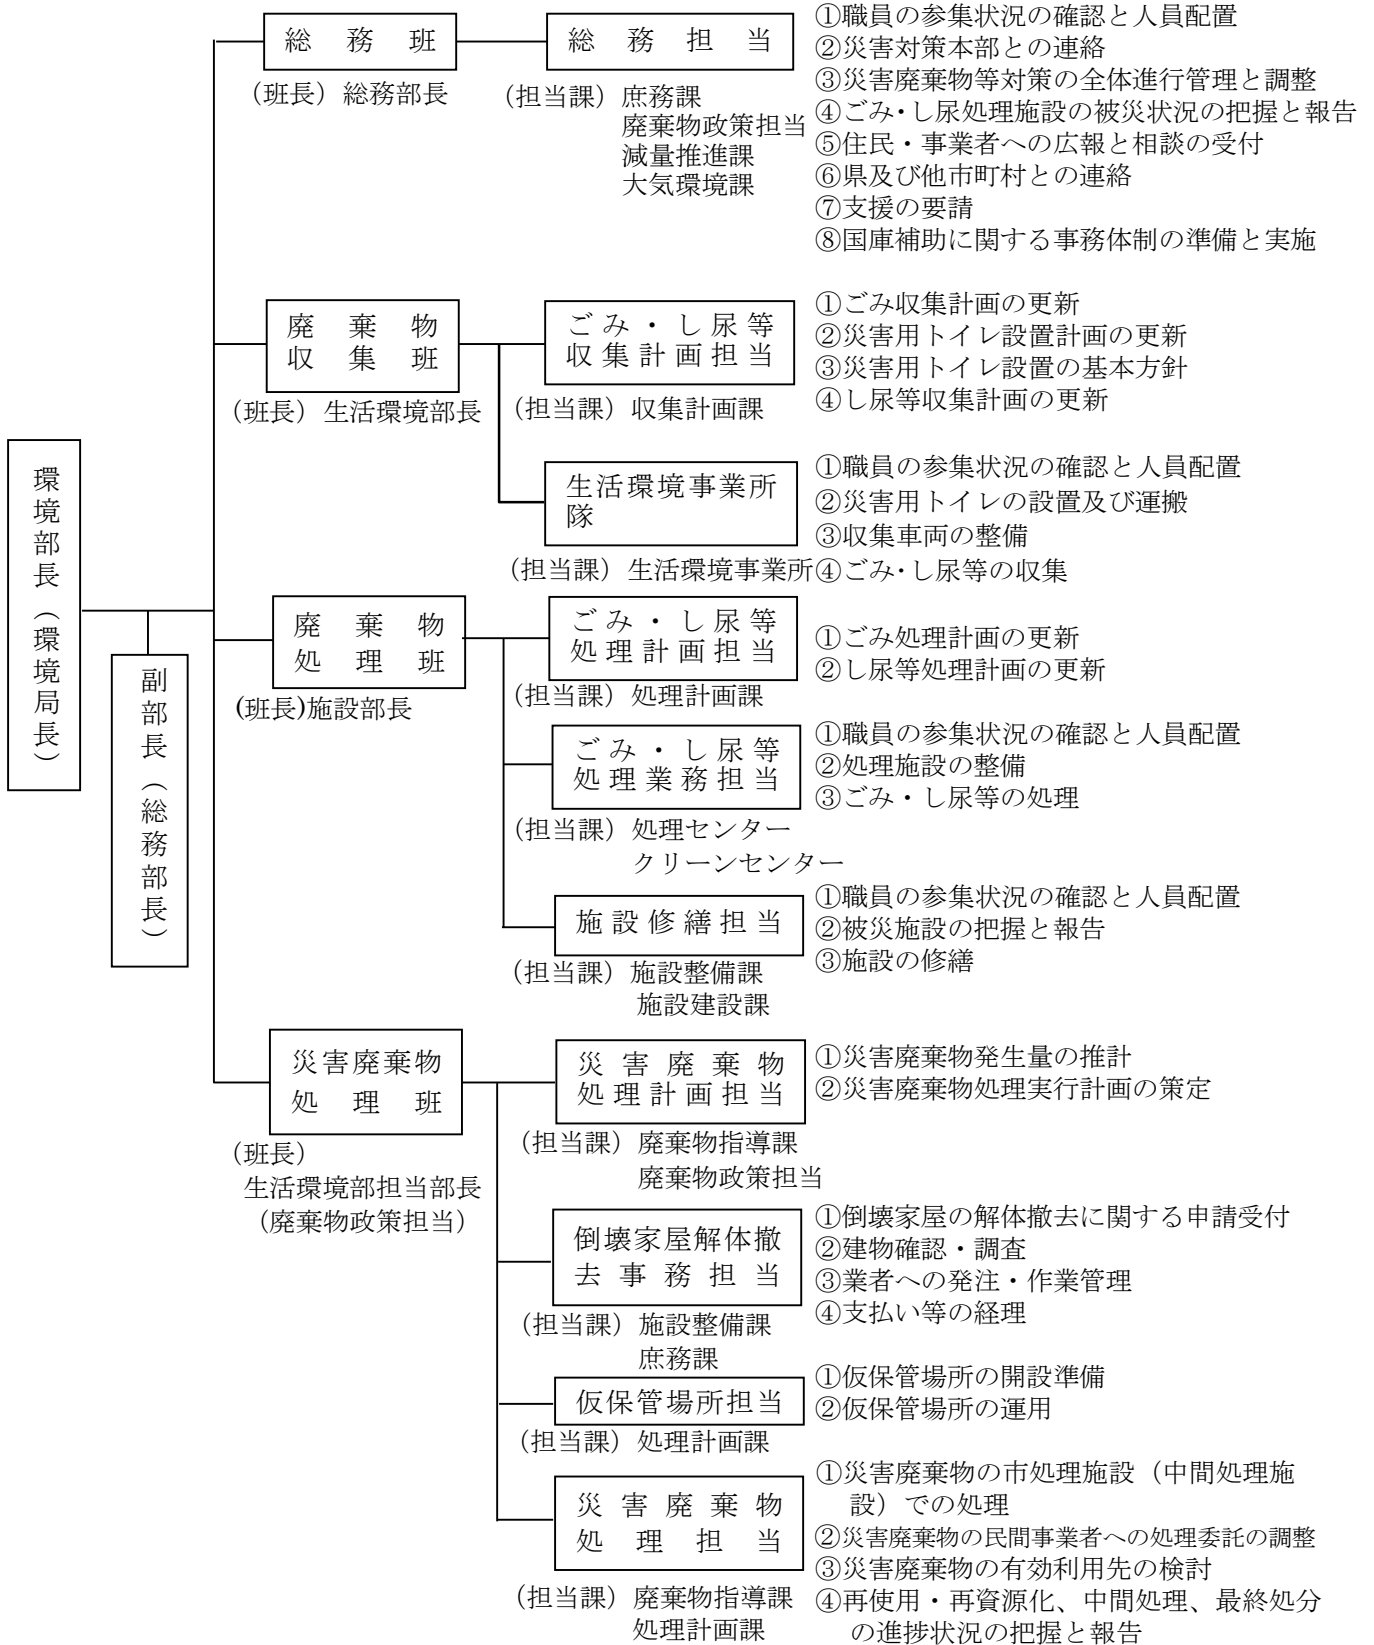 環境部長（環境局長）
副部長（総務部長）
総務班
（班長）総務部長
総務担当
（担当課）庶務課
廃棄物政策担当
減量推進課
大気環境課
①職員の参集状況の確認と人員配置
②災害対策本部との連絡
③災害廃棄物等対策の全体進行管理と調整
④ごみ・し尿処理施設の被災状況の把握と報告
⑤住民・事業者への広報と相談の受付
⑥県及び他市町村との連絡
⑦支援の要請
⑧国庫補助に関する事務体制の準備と実施
廃棄物
収集班
（班長）生活環境部長
ごみ・し尿等
収集計画担当
（担当課）収集計画課
①ごみ収集計画の更新
②災害用トイレ設置計画の更新
③災害用トイレ設置の基本方針
④し尿等収集計画の更新
生活環境事業所
隊
（担当課）生活環境事業所
①職員の参集状況の確認と人員配置
②災害用トイレの設置及び運搬
③収集車両の整備
④ごみ・し尿等の収集
廃棄物
処理班
(班長)施設部長
ごみ・し尿等
処理計画担当
（担当課）処理計画課
①ごみ処理計画の更新
②し尿等処理計画の更新
ごみ・し尿等
処理業務担当
（担当課）処理センター
クリーンセンター
①職員の参集状況の確認と人員配置
②処理施設の整備
③ごみ・し尿等の処理
施設修繕担当
（担当課）施設整備課
施設建設課
①職員の参集状況の確認と人員配置
②被災施設の把握と報告
③施設の修繕
災害廃棄物
処理班
（班長）
生活環境部担当部長
（廃棄物政策担当）
災害廃棄物
処理計画担当
（担当課）廃棄物指導課
廃棄物政策担当
①災害廃棄物発生量の推計
②災害廃棄物処理実行計画の策定
倒壊家屋解体撤
去事務担当
（担当課）施設整備課
庶務課
①倒壊家屋の解体撤去に関する申請受付
②建物確認・調査
③業者への発注・作業管理
④支払い等の経理
仮保管場所担当
（担当課）処理計画課
①仮保管場所の開設準備
②仮保管場所の運用
災害廃棄物
処理担当
（担当課）廃棄物指導課
処理計画課
①災害廃棄物の市処理施設（中間処理施
設）での処理
②災害廃棄物の民間事業者への処理委託の調整
③災害廃棄物の有効利用先の検討
④再使用・再資源化、中間処理、最終処分
の進捗状況の把握と報告